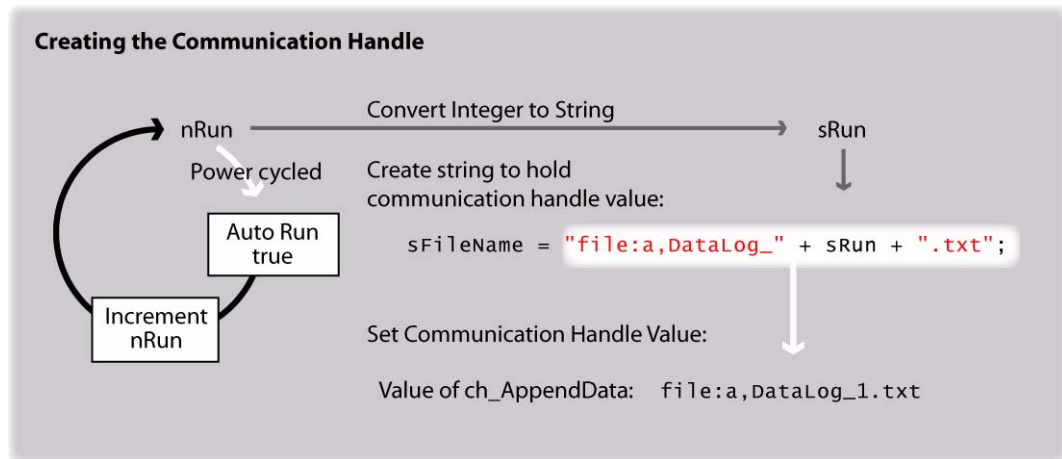 Creating the Communication Handle
nRun
Convert Integer to String
sRun
Power cycled
Create string to hold
communication handle value:
Auto Run
true
sFileName = "file:a,DataLog_" + sRun + ".txt";
Increment
nRun
Set Communication Handle Value:
Value of ch_AppendData: file:a,DataLog_1.txt